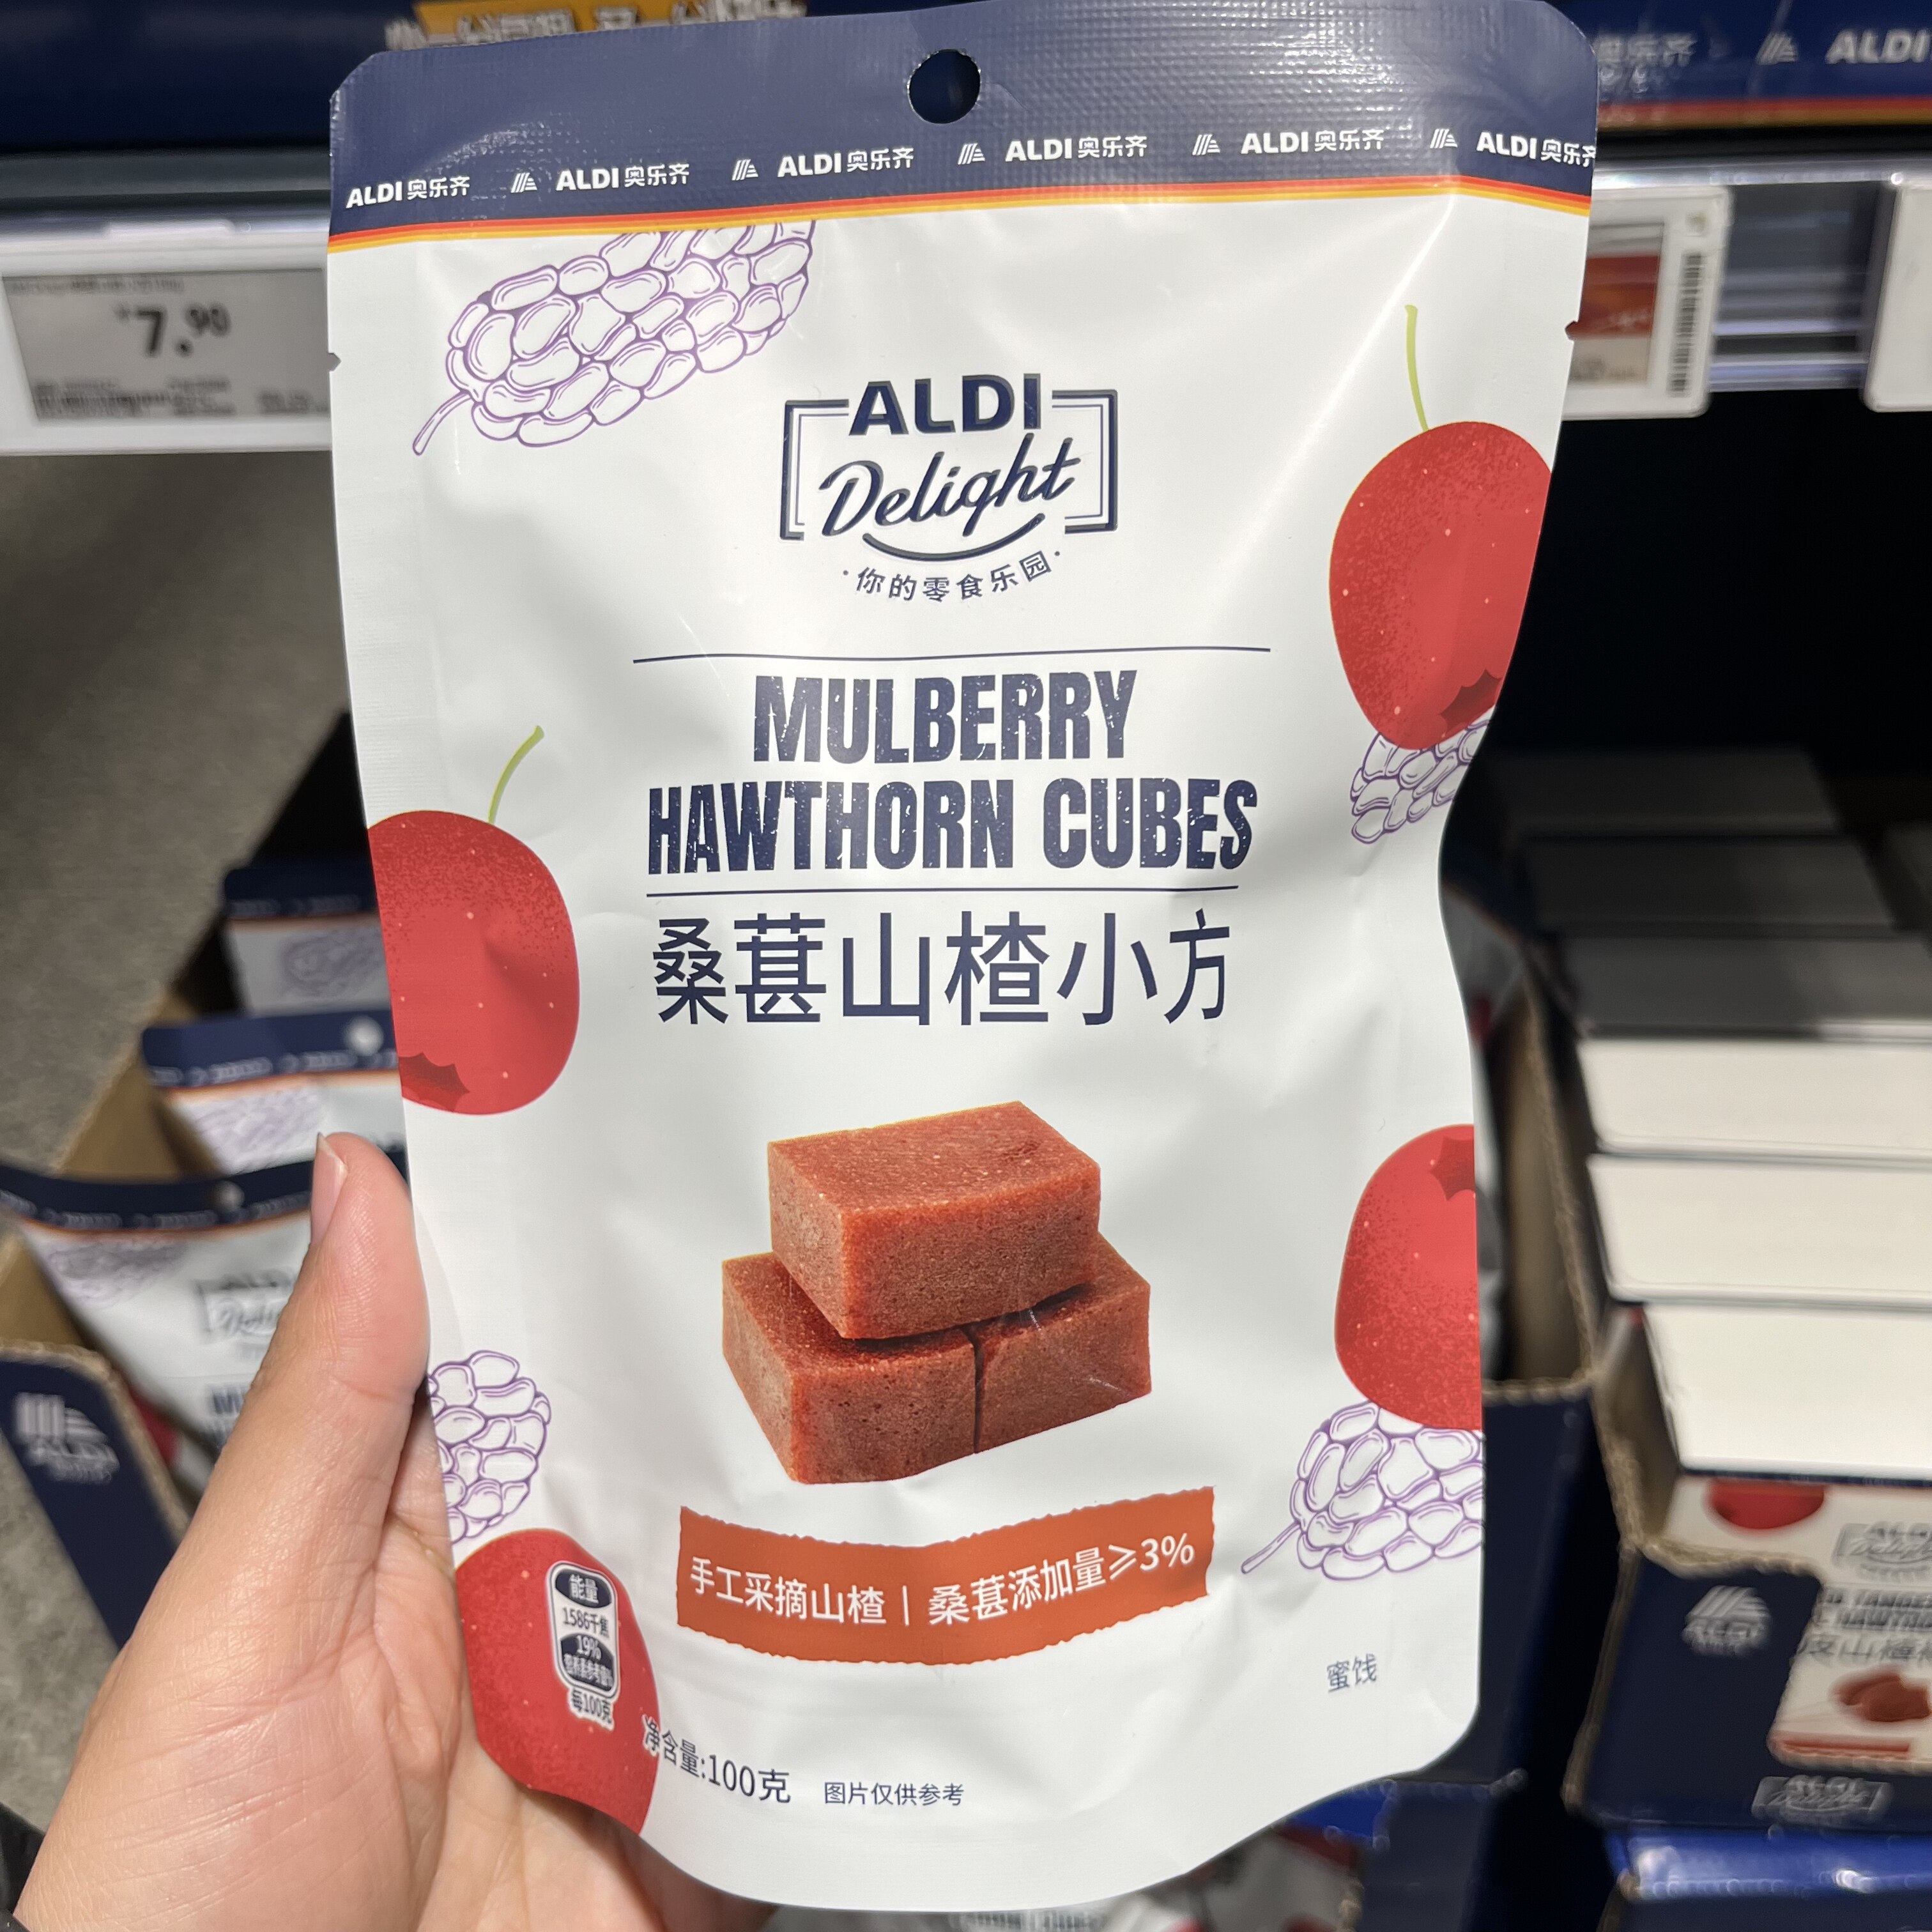 ALDI
ALDI奥乐齐 ALDI奥乐齐 ALDI奥乐齐 ALDI奥乐齐 ALDI奥乐齐 ALDI奥乐齐
¥7.90
ALDI
Delight
·你的零食乐园·
MULBERRY
HAWTHORN CUBES
桑葚山楂小方
手工采摘山楂 | 桑葚添加量≥3%
能量
1586千焦
19%
每100克
蜜饯
净含量:100克 图片仅供参考
ALDI